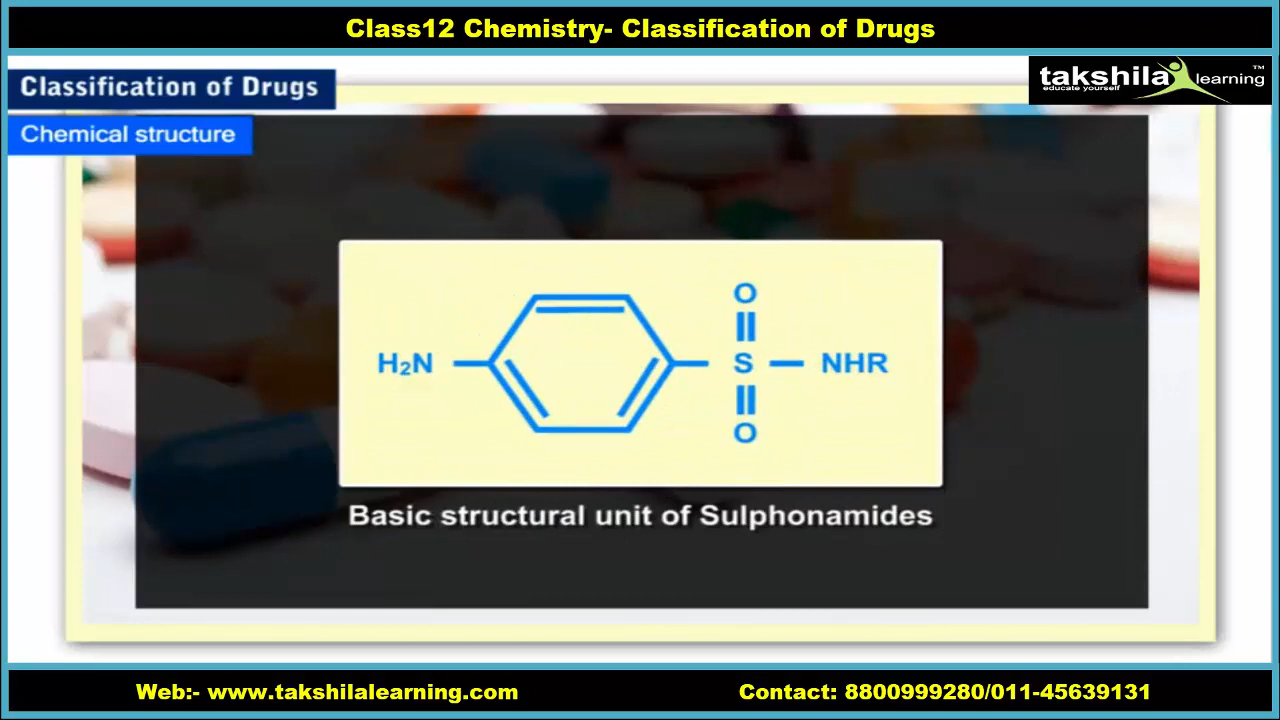 Class12 Chemistry- Classification of Drugs
Classification of Drugs
takshila learning ™
educate yourself
Chemical structure
O
H₂N S NHR
O
Basic structural unit of Sulphonamides
Web:- www.takshilalearning.com Contact: 8800999280/011-45639131